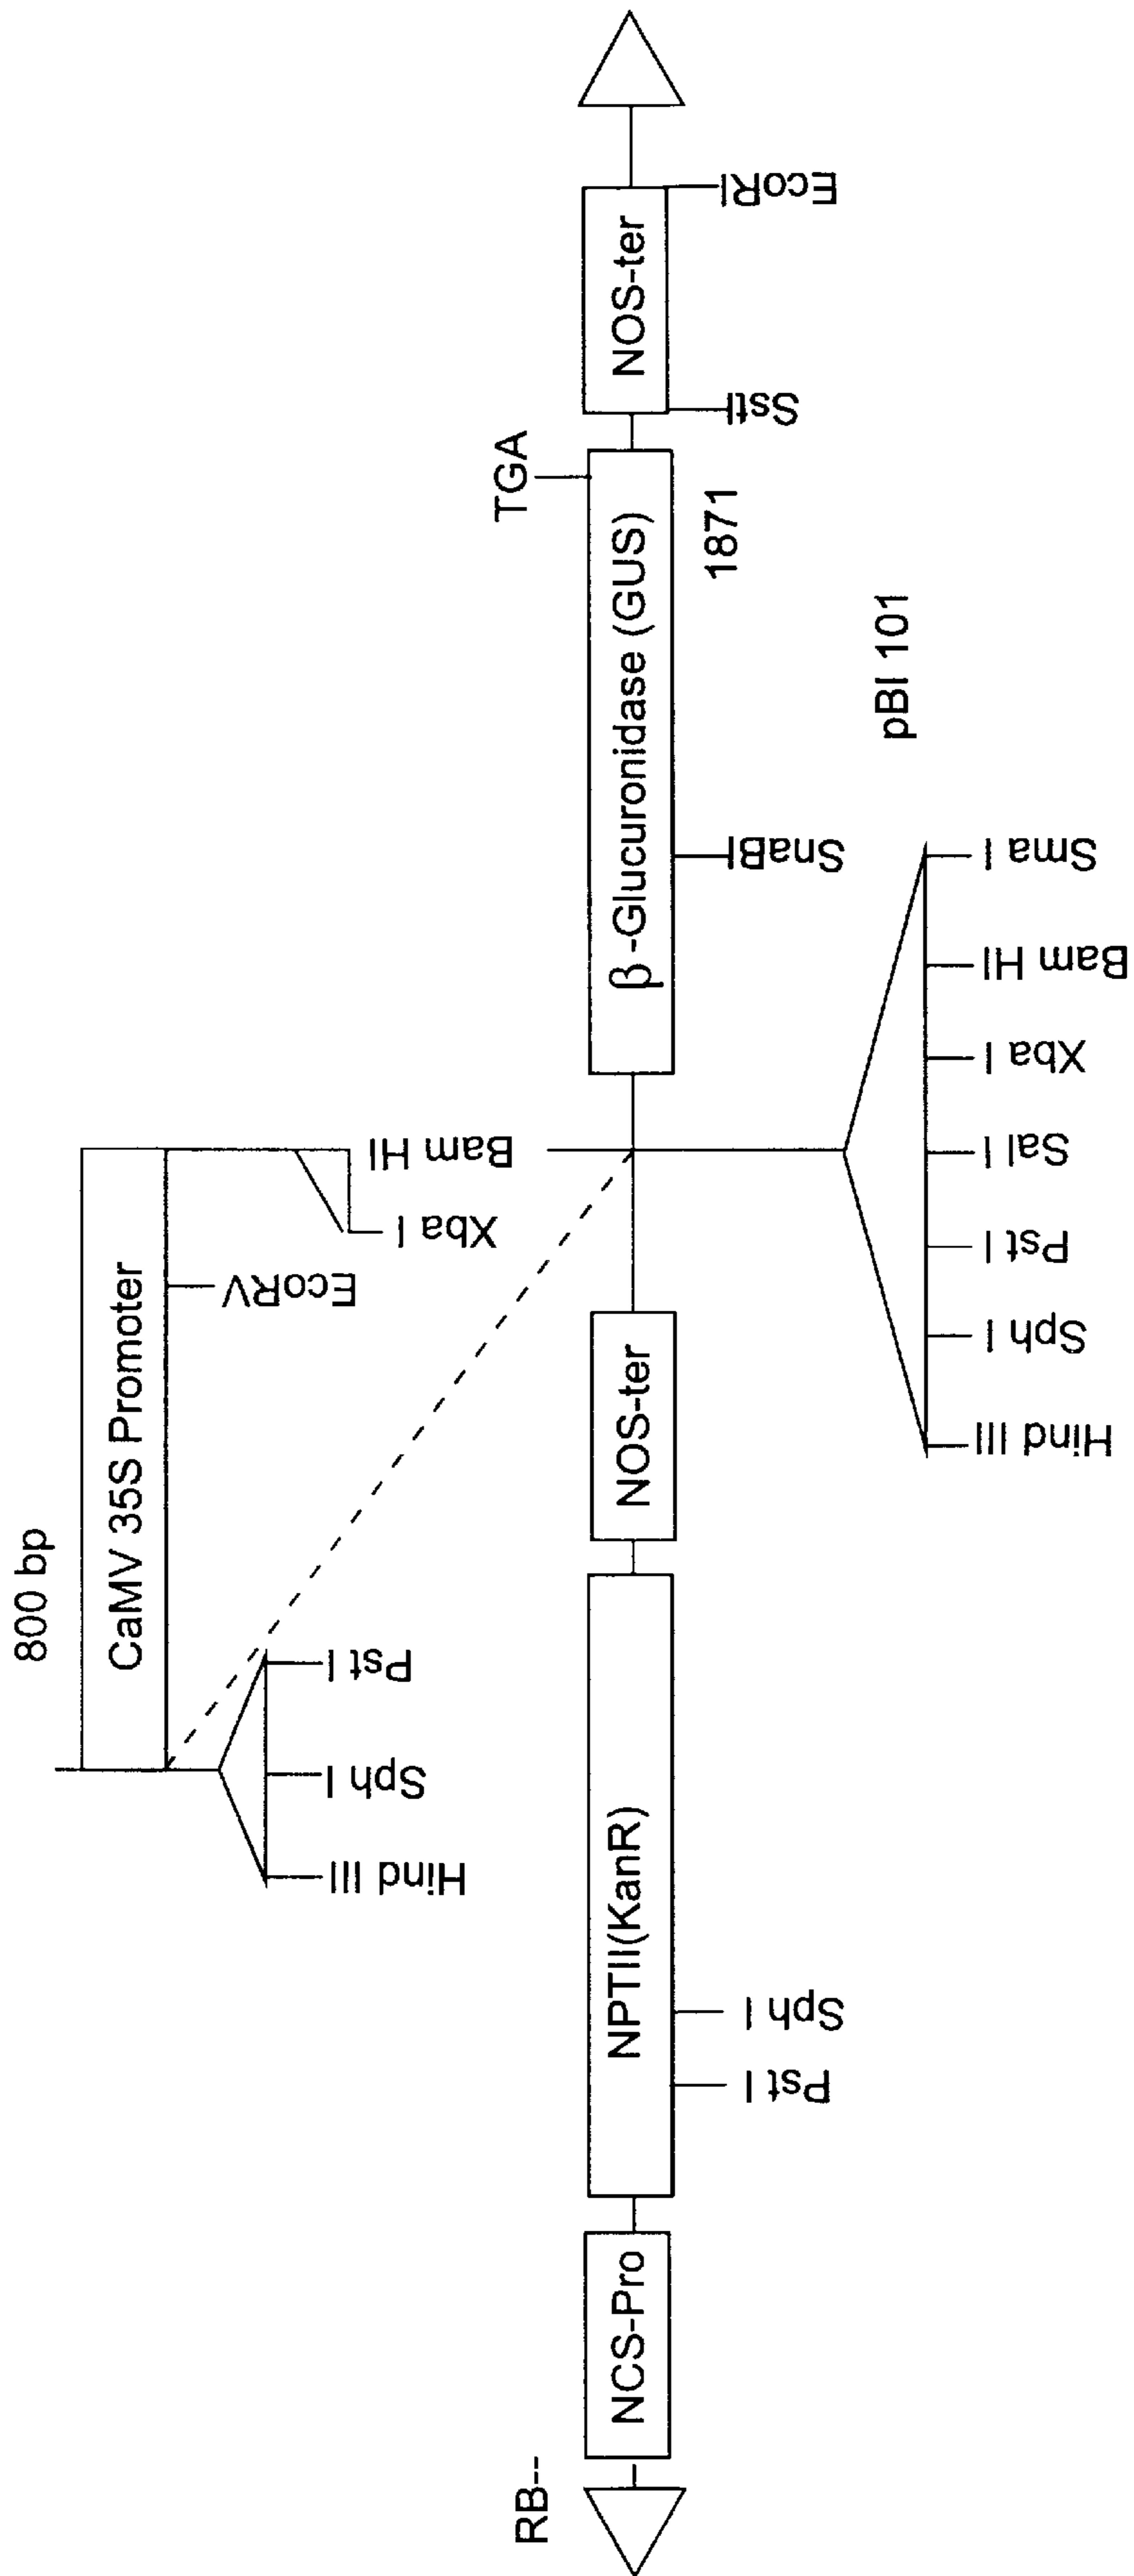 800 bp
CaMV 35S Promoter
Hind III
Sph I
Pst I
EcoRV
Xba I
Bam HI
RB--
NCS-Pro
NPTII(KanR)
Pst I
Sph I
NOS-ter
β-Glucuronidase (GUS)
TGA
SnaBI
1871
NOS-ter
SstI
EcoRI
pBI 101
Hind III
Sph I
Pst I
Sal I
Xba I
Bam HI
Sma I